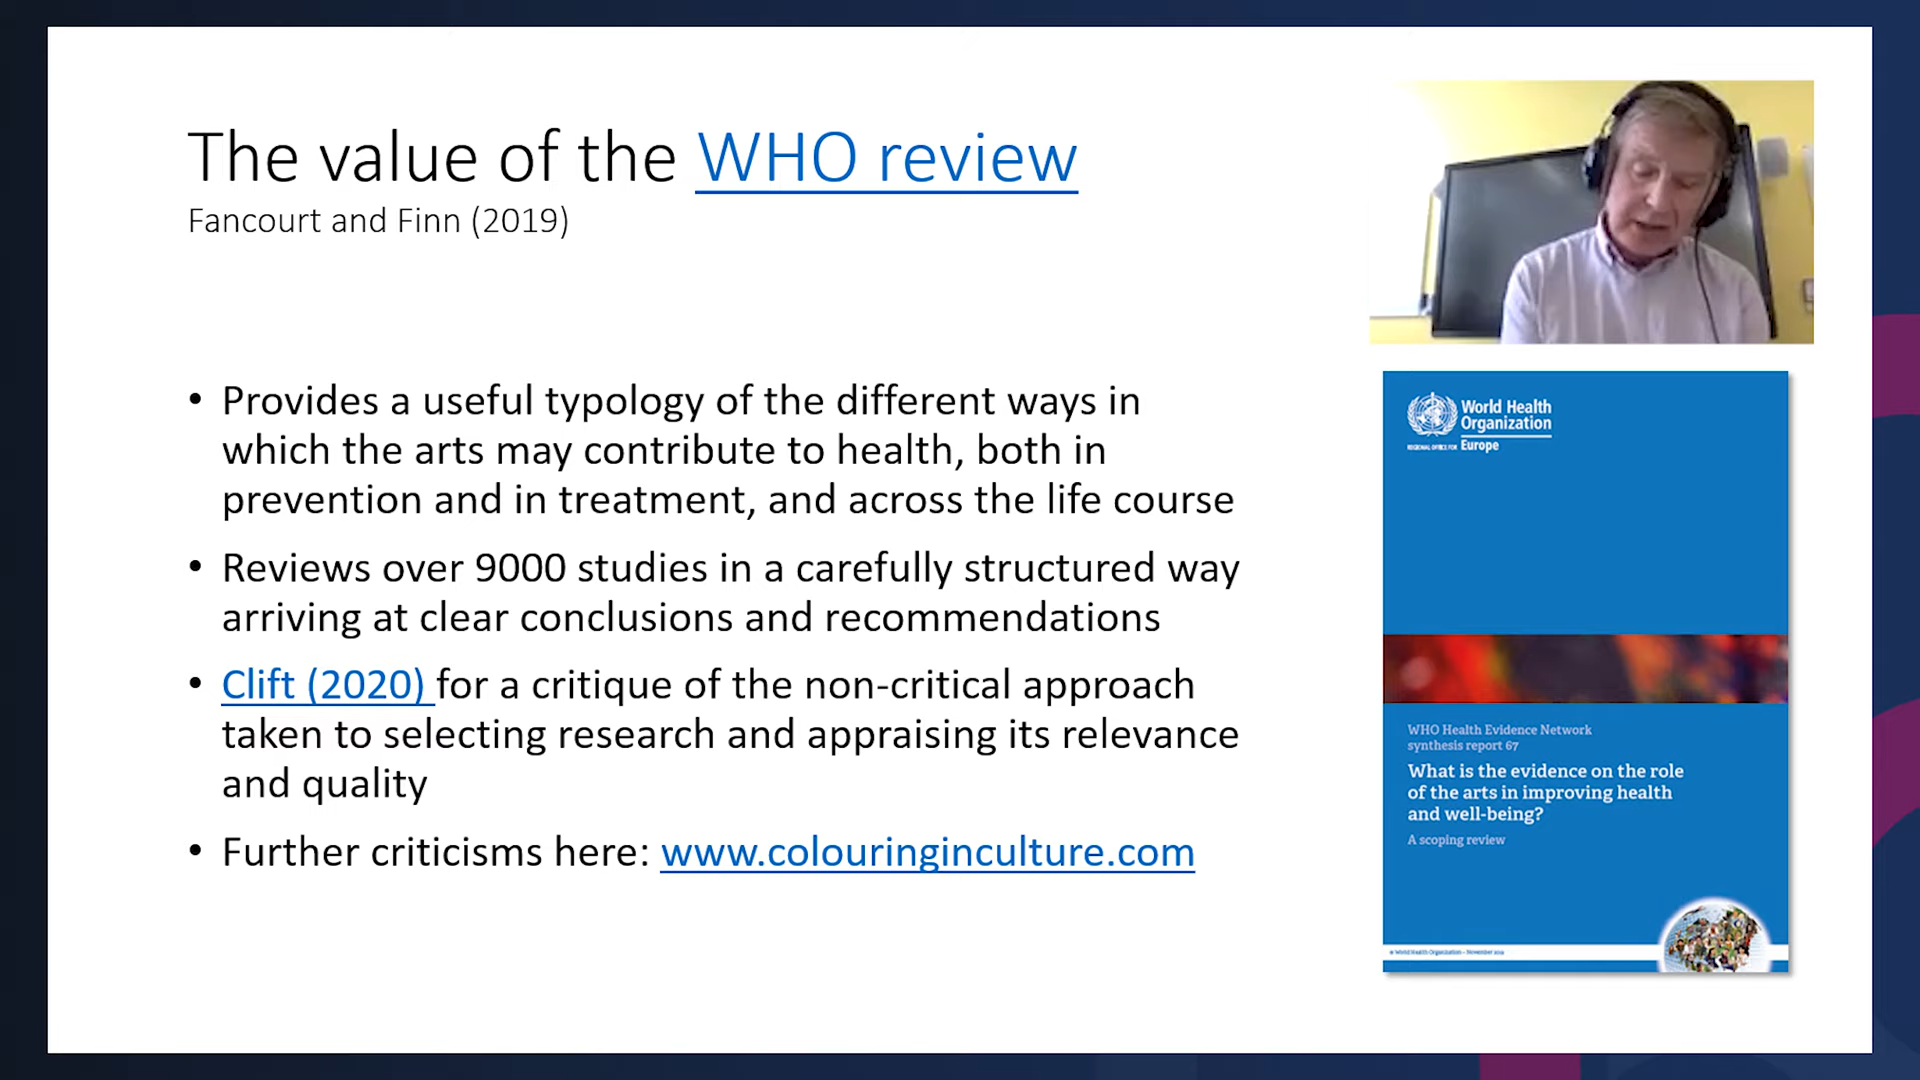 The value of the WHO review
Fancourt and Finn (2019)
• Provides a useful typology of the different ways in
which the arts may contribute to health, both in
prevention and in treatment, and across the life course
• Reviews over 9000 studies in a carefully structured way
arriving at clear conclusions and recommendations
• Clift (2020) for a critique of the non-critical approach
taken to selecting research and appraising its relevance
and quality
• Further criticisms here: www.colouringinculture.com
World Health
Organization
REGIONAL OFFICE FOR Europe
WHO Health Evidence Network
synthesis report 67
What is the evidence on the role
of the arts in improving health
and well-being?
A scoping review
© World Health Organization – November 2019